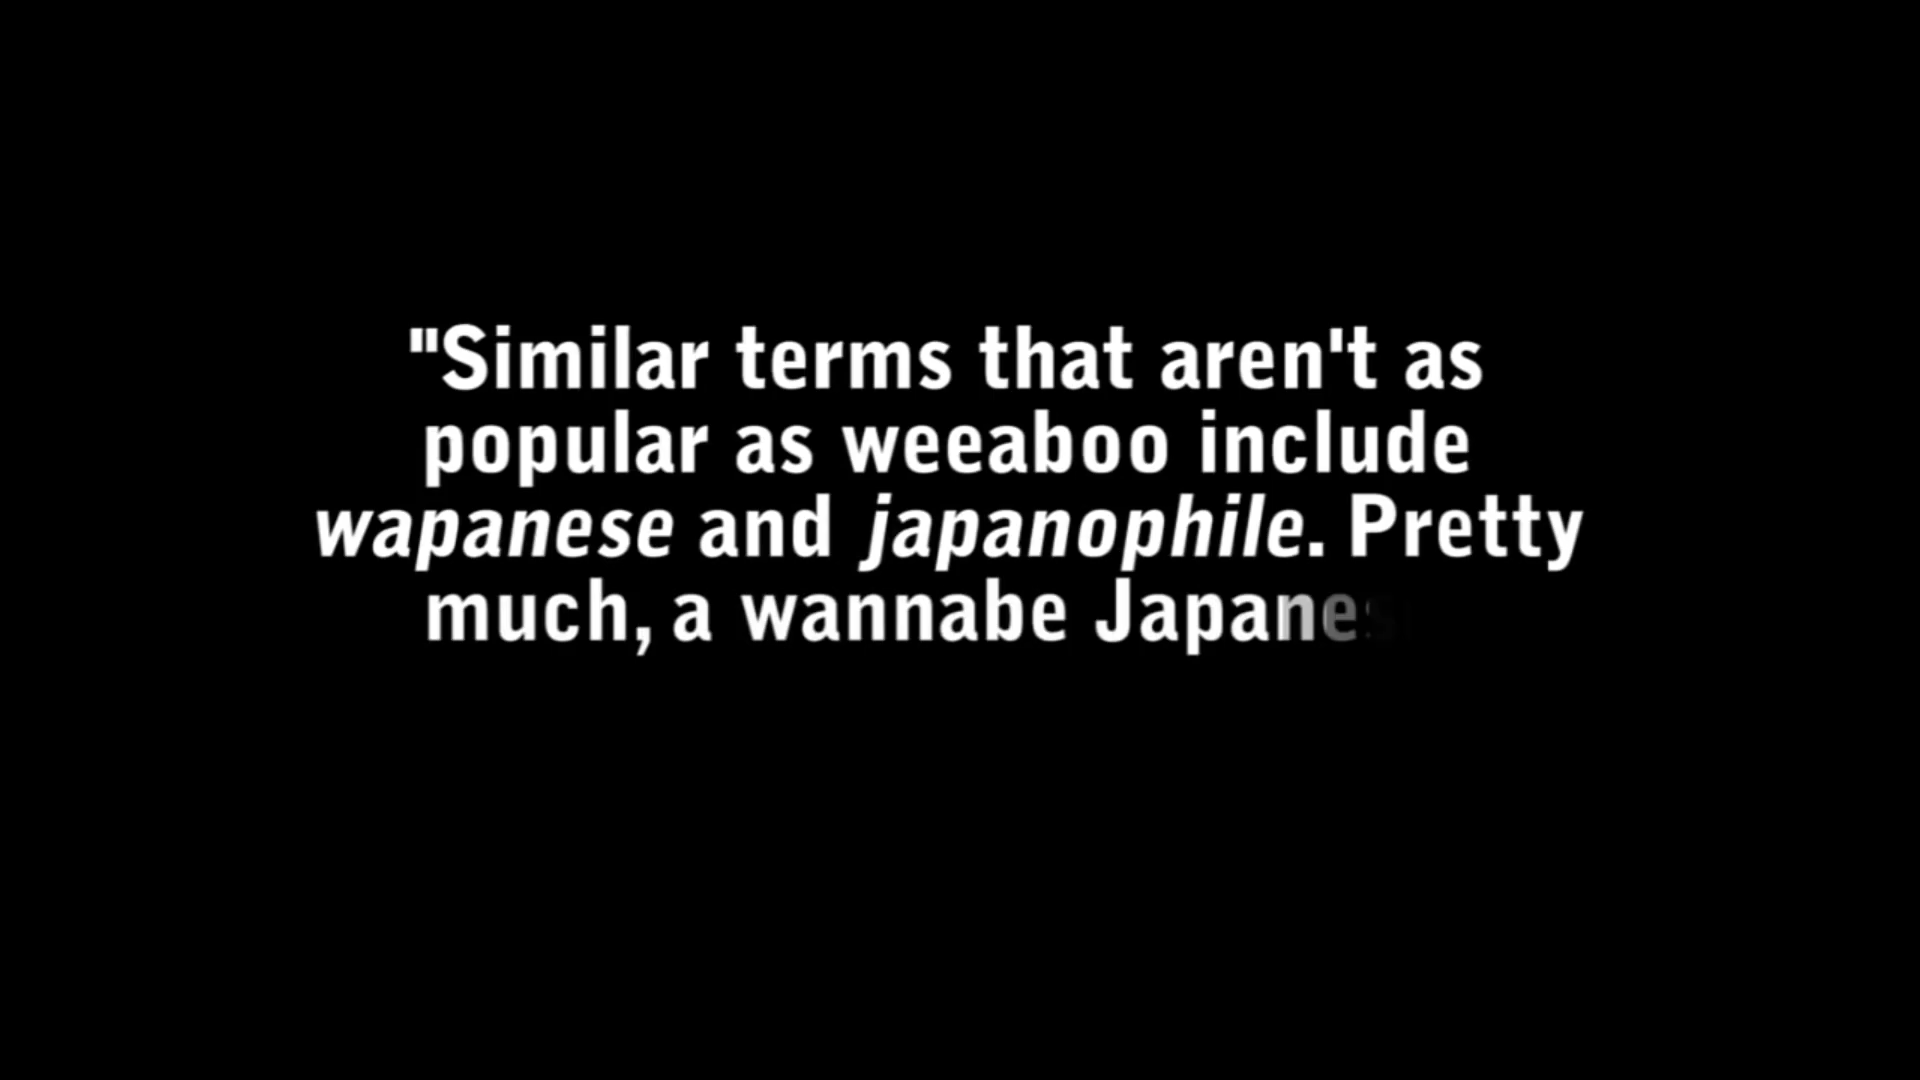 "Similar terms that aren't as
popular as weeaboo include
wapanese and japanophile. Pretty
much, a wannabe Japanes